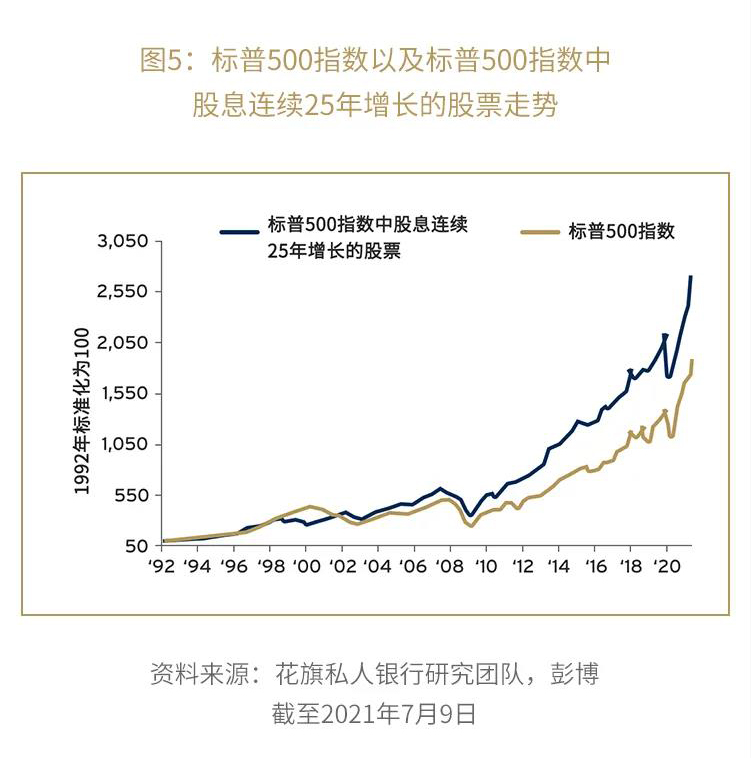 图5：标普500指数以及标普500指数中
股息连续25年增长的股票走势
标普500指数中股息连续
25年增长的股票
标普500指数
1992年标准化为100
3,050
2,550
2,050
1,550
1,050
550
50
‘92 ‘94 ‘96 ‘98 ‘00 ‘02 ‘04 ‘06 ‘08 ‘10 ‘12 ‘14 ‘16 ‘18 ‘20
资料来源：花旗私人银行研究团队，彭博
截至2021年7月9日